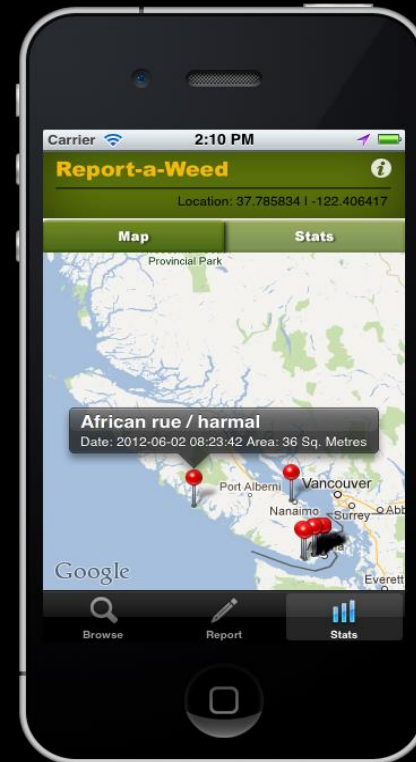 Carrier 2:10 PM
Report-a-Weed
Location: 37.785834 | -122.406417
Map Stats
Provincial Park
African rue / harmal
Date: 2012-06-02 08:23:42 Area: 36 Sq. Metres
Port Alberni
Vancouver
Nanaimo
Surrey
Abb
Google
Everett
Browse Report Stats